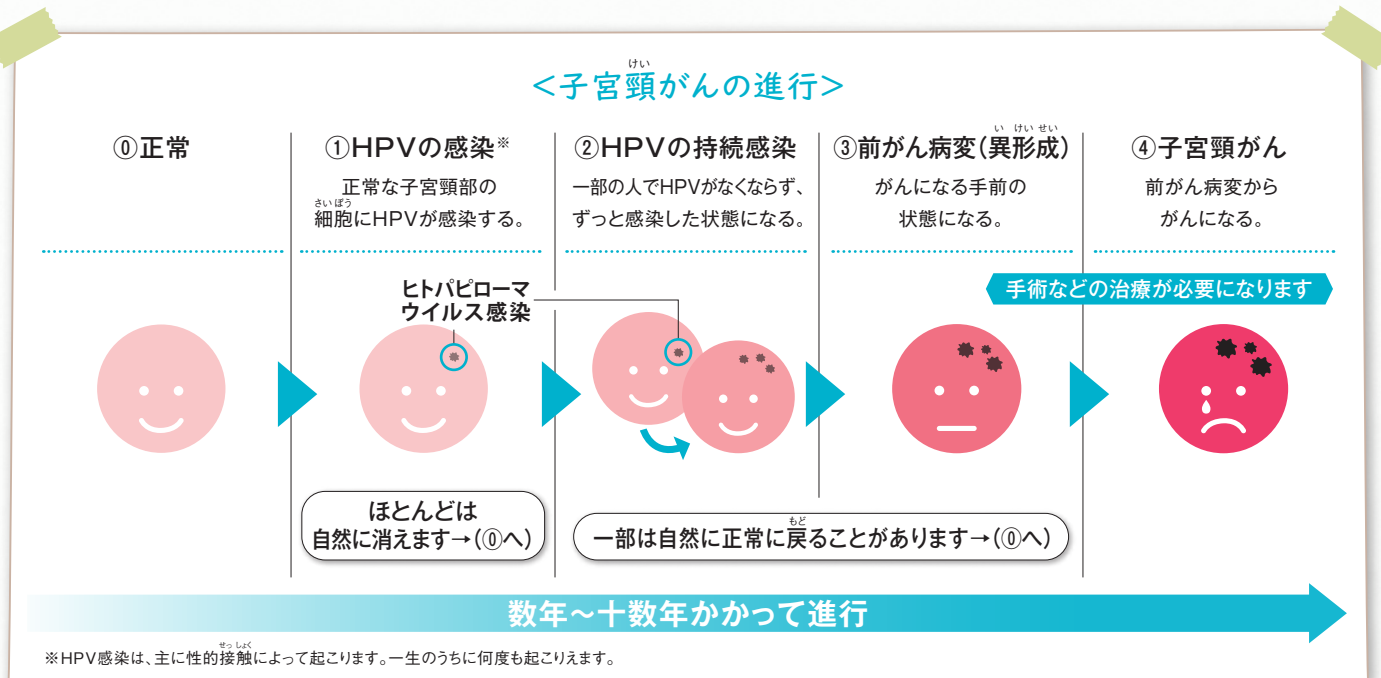 <子宮頸がんの進行>
けい
⓪正常
①HPVの感染※
正常な子宮頸部の
細胞にHPVが感染する。
さいぼう
②HPVの持続感染
一部の人でHPVがなくならず、
ずっと感染した状態になる。
③前がん病変(異形成)
い けい せい
がんになる手前の
状態になる。
④子宮頸がん
前がん病変から
がんになる。
手術などの治療が必要になります
ヒトパピローマ
ウイルス感染
ほとんどは
自然に消えます→(⓪へ)
一部は自然に正常に戻ることがあります→(⓪へ)
もど
数年〜十数年かかって進行
※HPV感染は、主に性的接触によって起こります。一生のうちに何度も起こりえます。
せっしょく